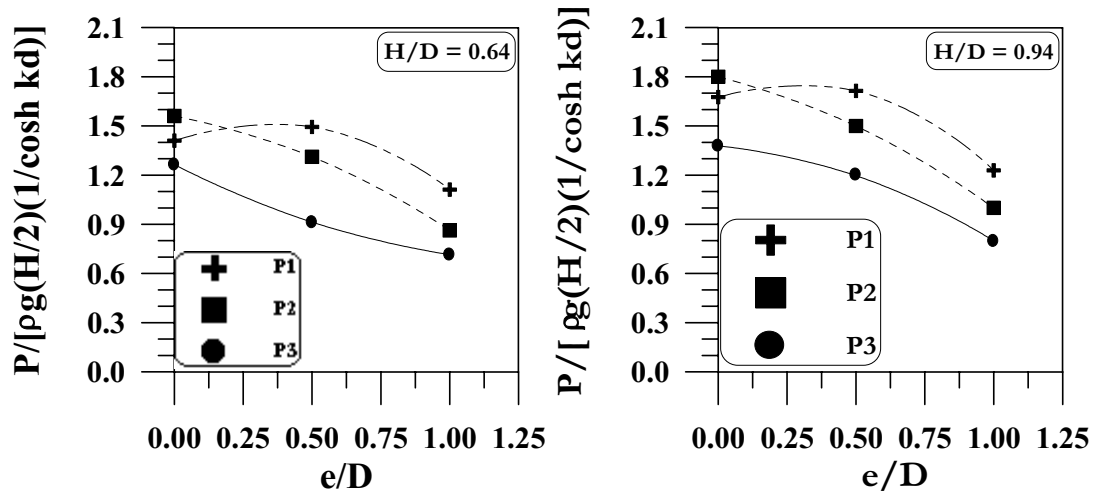 P/[ρg(H/2)(1/cosh kd)]
2.1
1.8
1.5
1.2
0.9
0.6
0.3
0.0
H/D = 0.64
P1
P2
P3
0.00 0.25 0.50 0.75 1.00 1.25
e/D
P/[ρg(H/2)(1/cosh kd)]
2.1
1.8
1.5
1.2
0.9
0.6
0.3
0.0
H/D = 0.94
P1
P2
P3
0.00 0.25 0.50 0.75 1.00 1.25
e/D